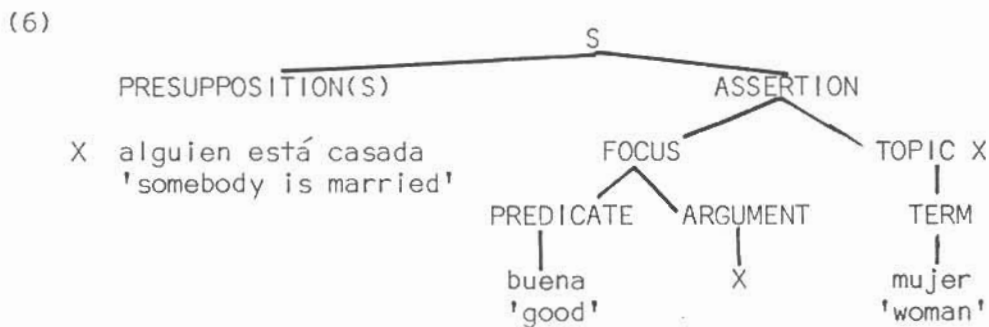 (6)
S
PRESUPPOSITION(S) ASSERTION
X alguien está casada FOCUS TOPIC X
'somebody is married'
PREDICATE ARGUMENT TERM
buena X mujer
'good' 'woman'